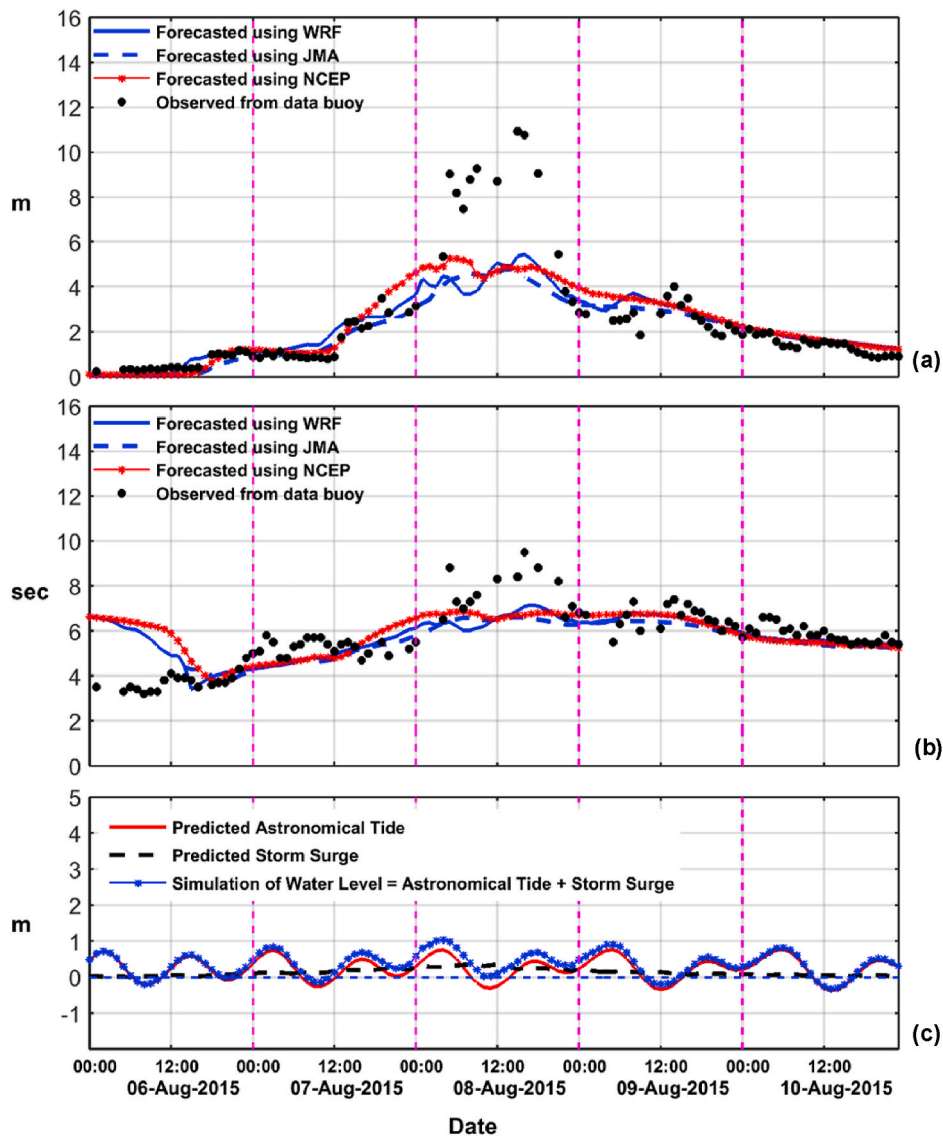 16
14
12
10
8
6
4
2
0
m
Forecasted using WRF
Forecasted using JMA
Forecasted using NCEP
Observed from data buoy
(a)
16
14
12
10
8
6
4
2
0
sec
Forecasted using WRF
Forecasted using JMA
Forecasted using NCEP
Observed from data buoy
(b)
5
4
3
2
1
0
-1
m
Predicted Astronomical Tide
Predicted Storm Surge
Simulation of Water Level = Astronomical Tide + Storm Surge
(c)
00:00 12:00 00:00 12:00 00:00 12:00 00:00 12:00 00:00 12:00
06-Aug-2015 07-Aug-2015 08-Aug-2015 09-Aug-2015 10-Aug-2015
Date